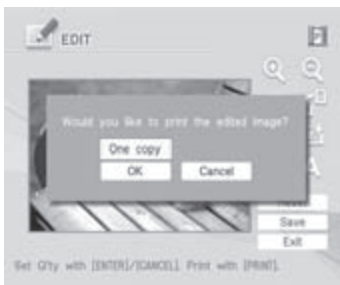 EDIT
Would you like to print the edited image?
One copy
OK
Cancel
A
Save
Exit
Set Q'ty with [ENTER]/[CANCEL]. Print with [PRINT].